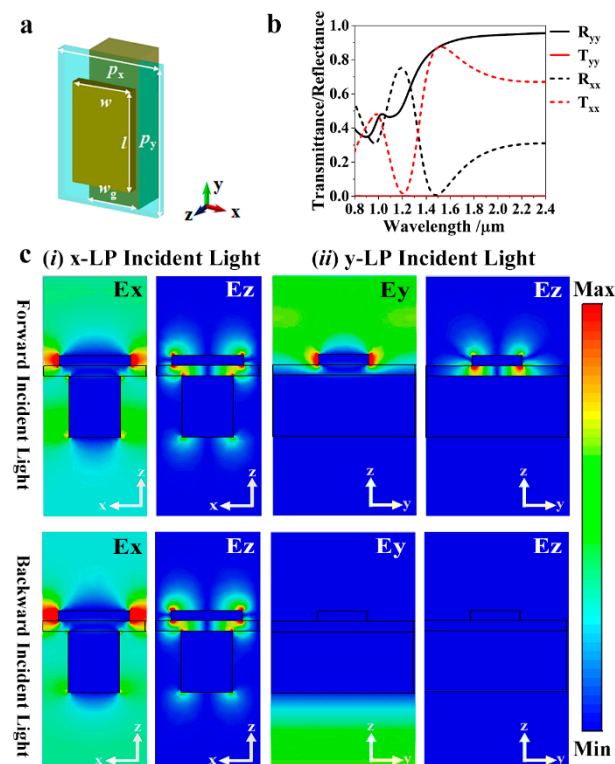 a
pₓ
w
l
p_y
w_g
y
x
z
b
Transmittance/Reflectance
1.0
0.8
0.6
0.4
0.2
0.0
0.8 1.0 1.2 1.4 1.6 1.8 2.0 2.2 2.4
Wavelength /μm
R_yy
T_yy
R_xx
T_xx
c (i) x-LP Incident Light (ii) y-LP Incident Light
Forward Incident Light
Ex Ez Ey Ez
z z z z
x x y y
Backward Incident Light
Ex Ez Ey Ez
z z z z
x x y y
Max
Min